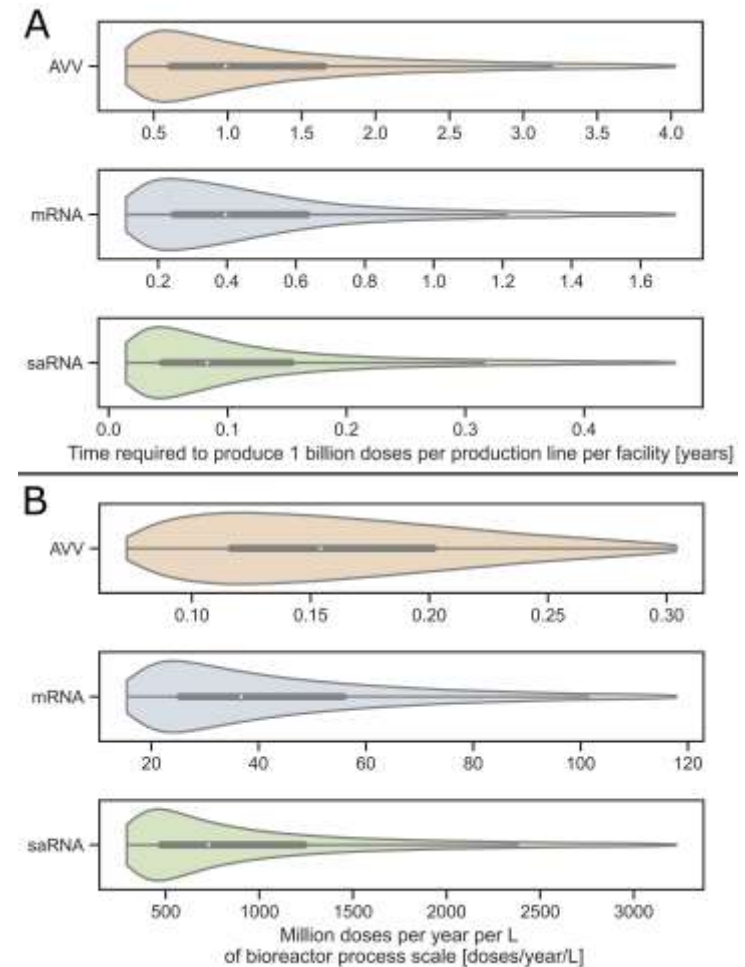 A
AVV
0.5 1.0 1.5 2.0 2.5 3.0 3.5 4.0
mRNA
0.2 0.4 0.6 0.8 1.0 1.2 1.4 1.6
saRNA
0.0 0.1 0.2 0.3 0.4
Time required to produce 1 billion doses per production line per facility [years]
B
AVV
0.10 0.15 0.20 0.25 0.30
mRNA
20 40 60 80 100 120
saRNA
500 1000 1500 2000 2500 3000
Million doses per year per L
of bioreactor process scale [doses/year/L]